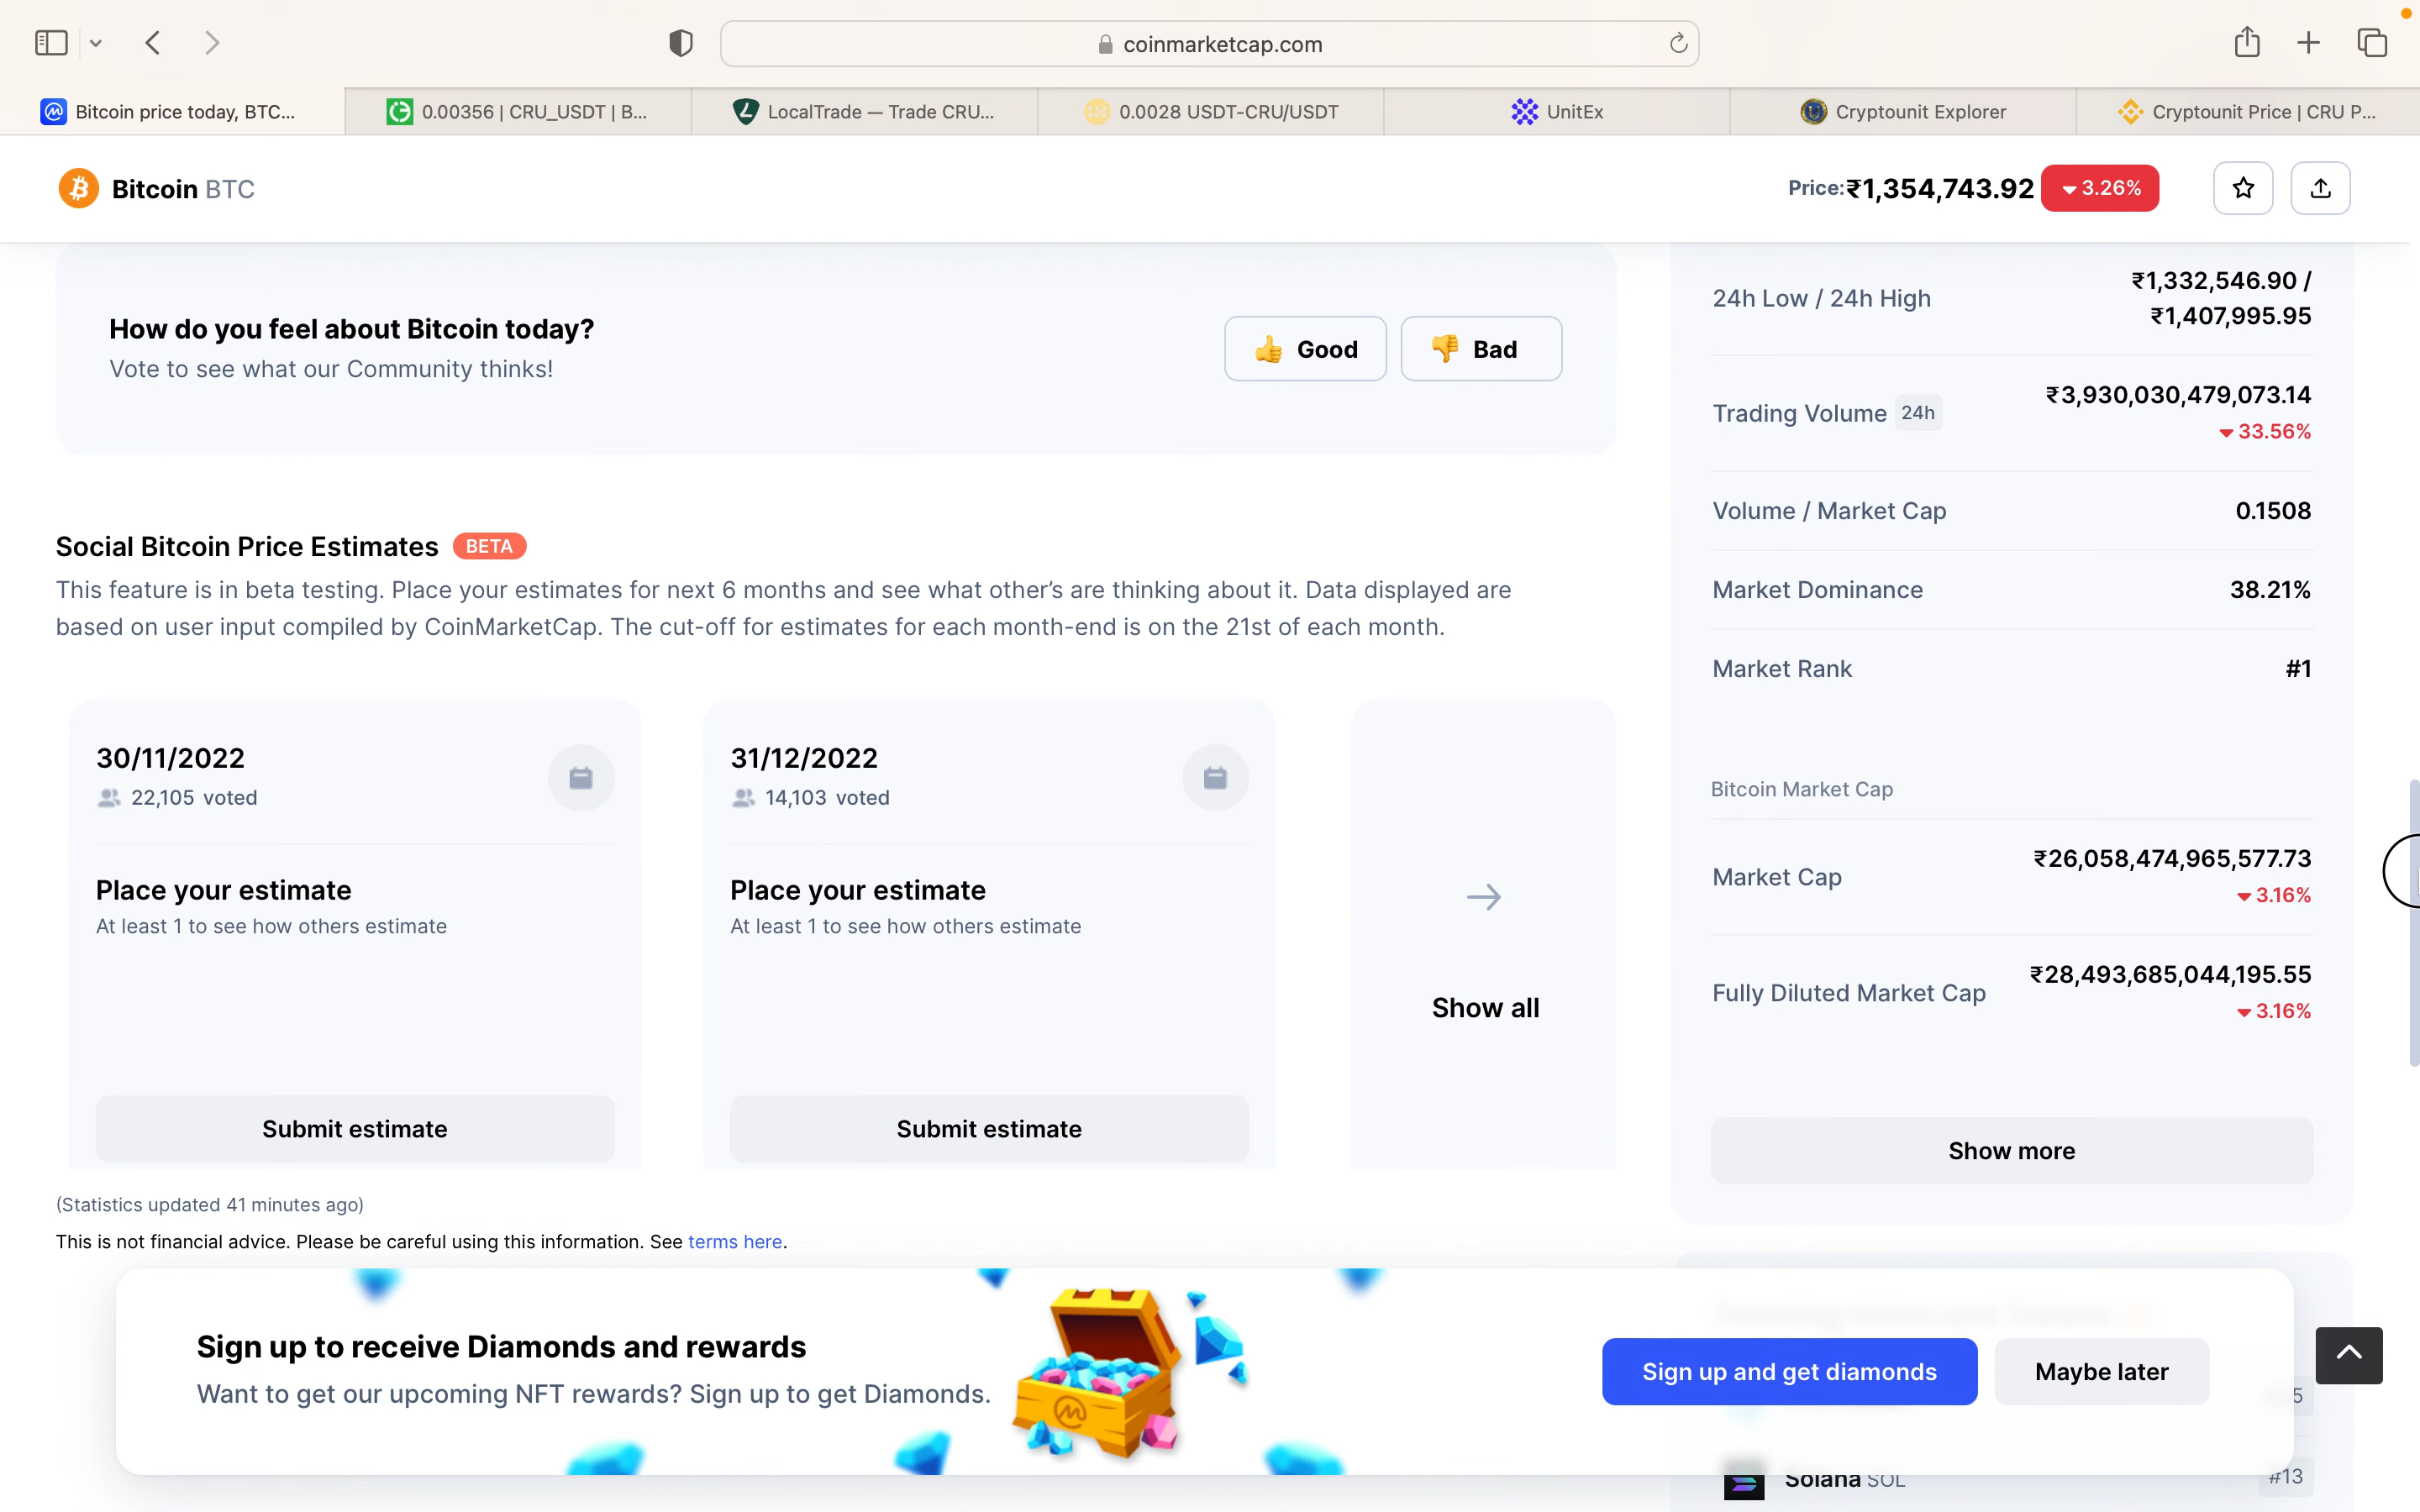 coinmarketcap.com
Bitcoin price today, BTC...
0.00356 | CRU_USDT | B...
LocalTrade — Trade CRU...
0.0028 USDT-CRU/USDT
UnitEx
Cryptounit Explorer
Cryptounit Price | CRU P...
Bitcoin BTC
Price:₹1,354,743.92
3.26%
How do you feel about Bitcoin today?
Vote to see what our Community thinks!
Good
Bad
Social Bitcoin Price Estimates BETA
This feature is in beta testing. Place your estimates for next 6 months and see what other’s are thinking about it. Data displayed are
based on user input compiled by CoinMarketCap. The cut-off for estimates for each month-end is on the 21st of each month.
30/11/2022
22,105 voted
Place your estimate
At least 1 to see how others estimate
Submit estimate
31/12/2022
14,103 voted
Place your estimate
At least 1 to see how others estimate
Submit estimate
Show all
(Statistics updated 41 minutes ago)
This is not financial advice. Please be careful using this information. See terms here.
24h Low / 24h High
₹1,332,546.90 /
₹1,407,995.95
Trading Volume 24h
₹3,930,030,479,073.14
33.56%
Volume / Market Cap
0.1508
Market Dominance
38.21%
Market Rank
#1
Bitcoin Market Cap
Market Cap
₹26,058,474,965,577.73
3.16%
Fully Diluted Market Cap
₹28,493,685,044,195.55
3.16%
Show more
Sign up to receive Diamonds and rewards
Want to get our upcoming NFT rewards? Sign up to get Diamonds.
Sign up and get diamonds
Maybe later
5
Solana SOL
#13